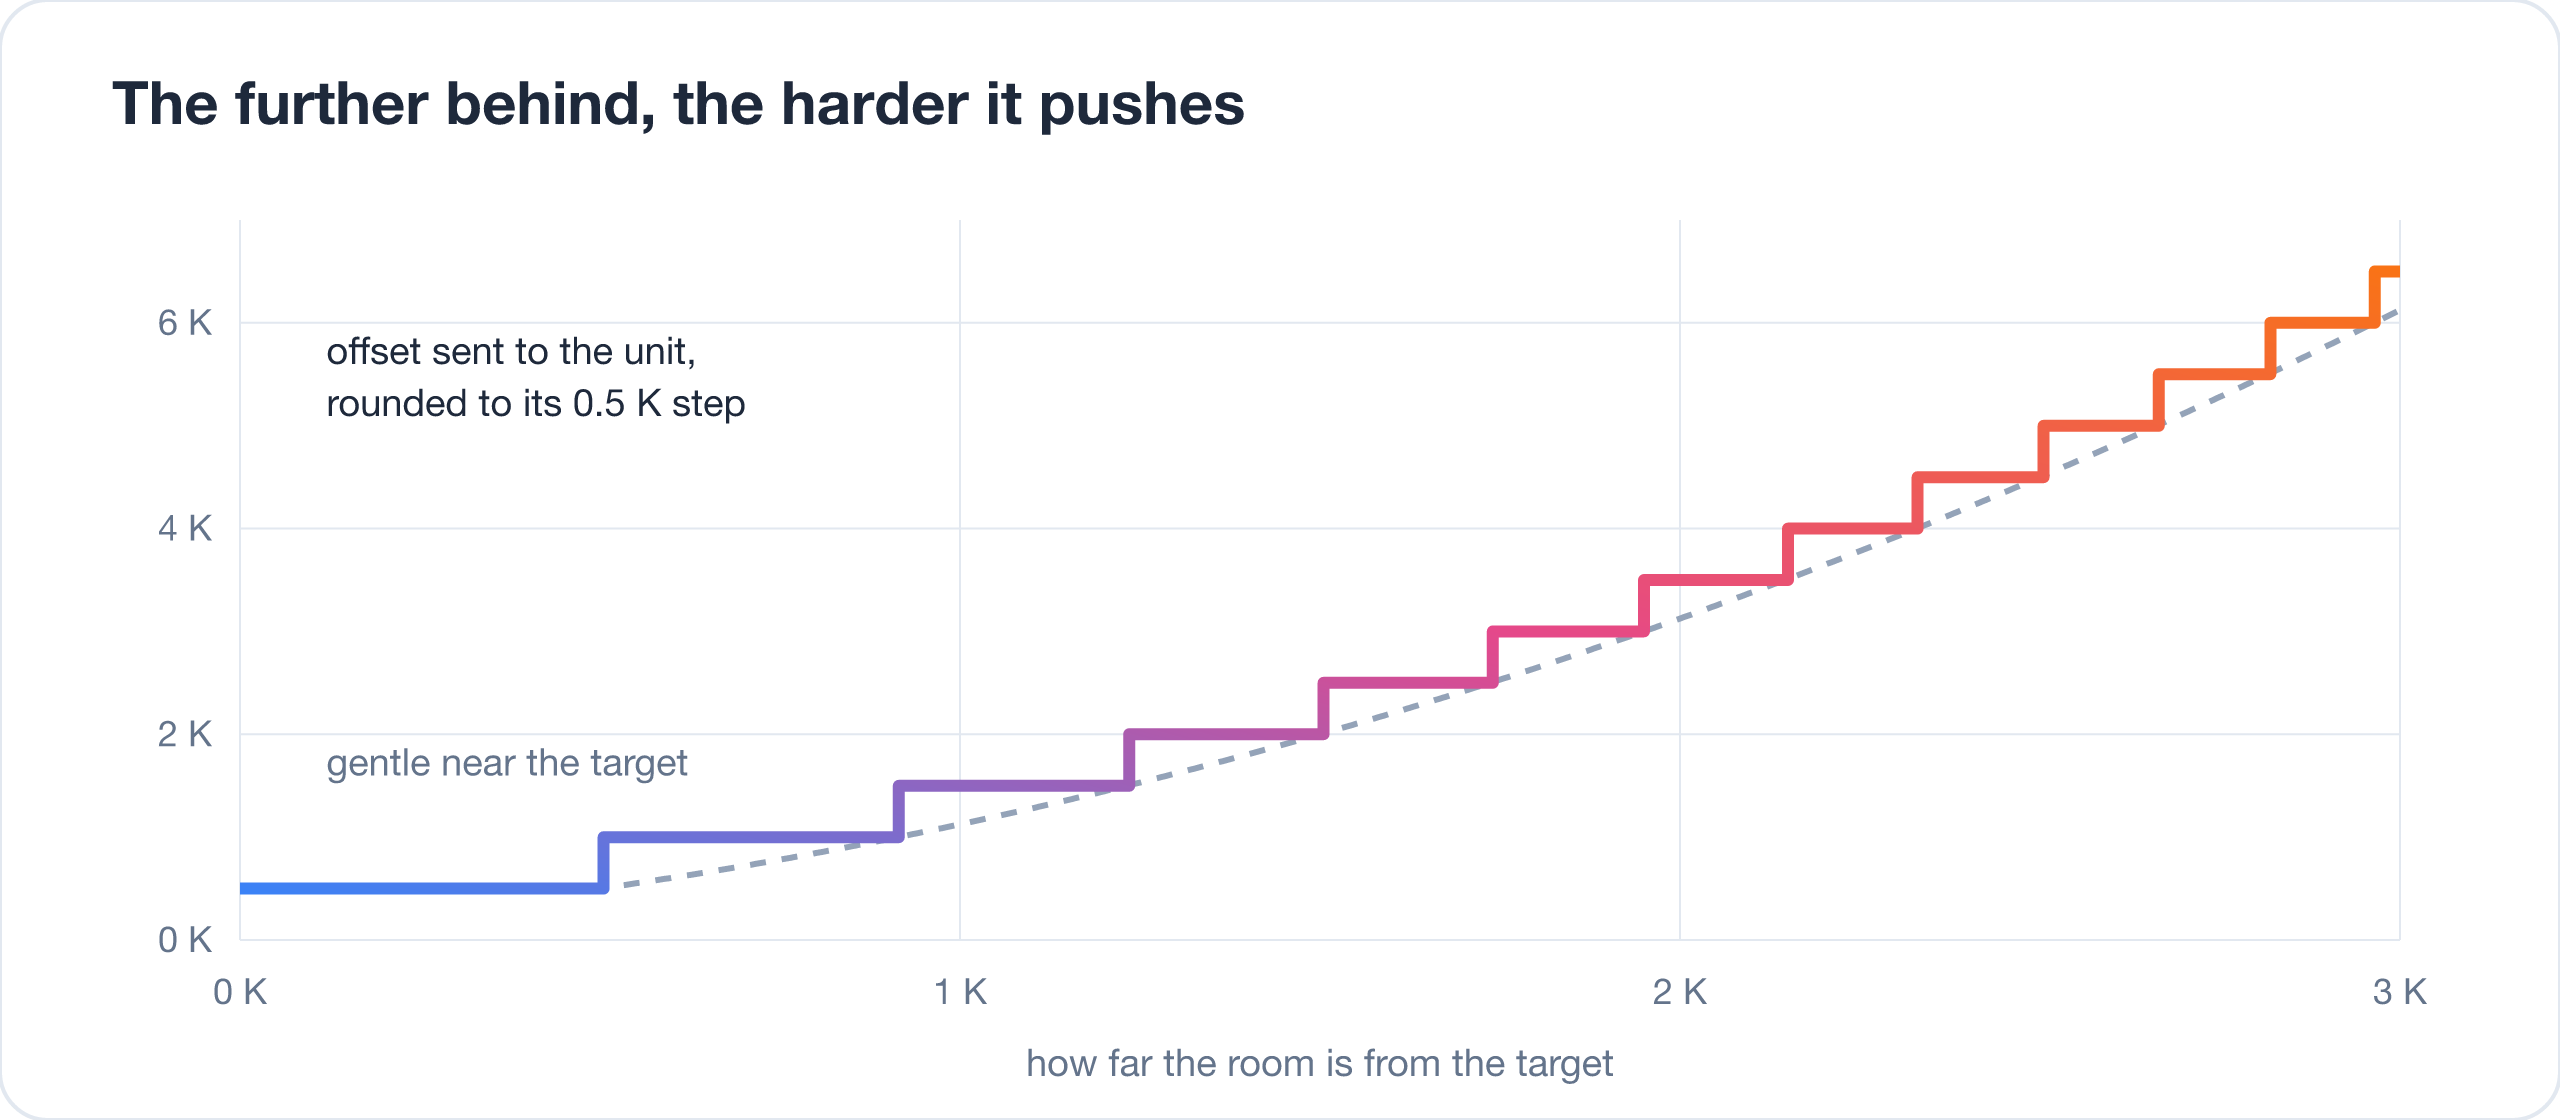 The further behind, the harder it pushes
6 K
offset sent to the unit,
rounded to its 0.5 K step
4 K
2 K
gentle near the target
0 K
0 K
1 K
2 K
3 K
how far the room is from the target